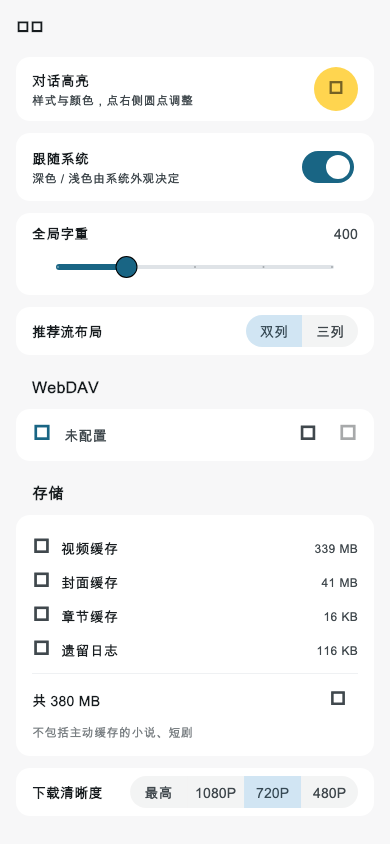 对话高亮
样式与颜色，点右侧圆点调整
跟随系统
深色 / 浅色由系统外观决定
全局字重 400
推荐流布局 双列 三列
WebDAV
未配置
存储
视频缓存 339 MB
封面缓存 41 MB
章节缓存 16 KB
遗留日志 116 KB
共 380 MB
不包括主动缓存的小说、短剧
下载清晰度 最高 1080P 720P 480P